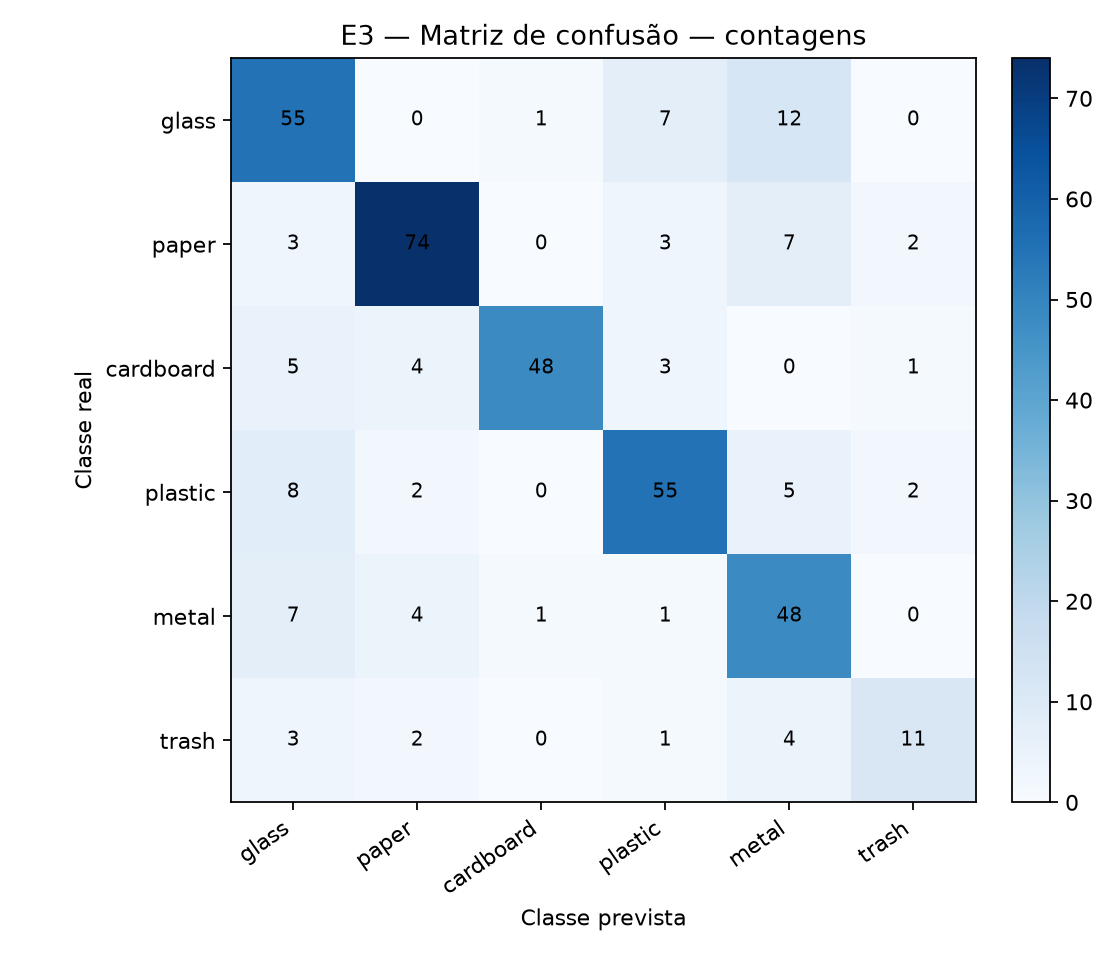 E3 — Matriz de confusão — contagens
glass 55 0 1 7 12 0
paper 3 74 0 3 7 2
cardboard 5 4 48 3 0 1
plastic 8 2 0 55 5 2
metal 7 4 1 1 48 0
trash 3 2 0 1 4 11
glass paper cardboard plastic metal trash
Classe prevista
Classe real
70
60
50
40
30
20
10
0